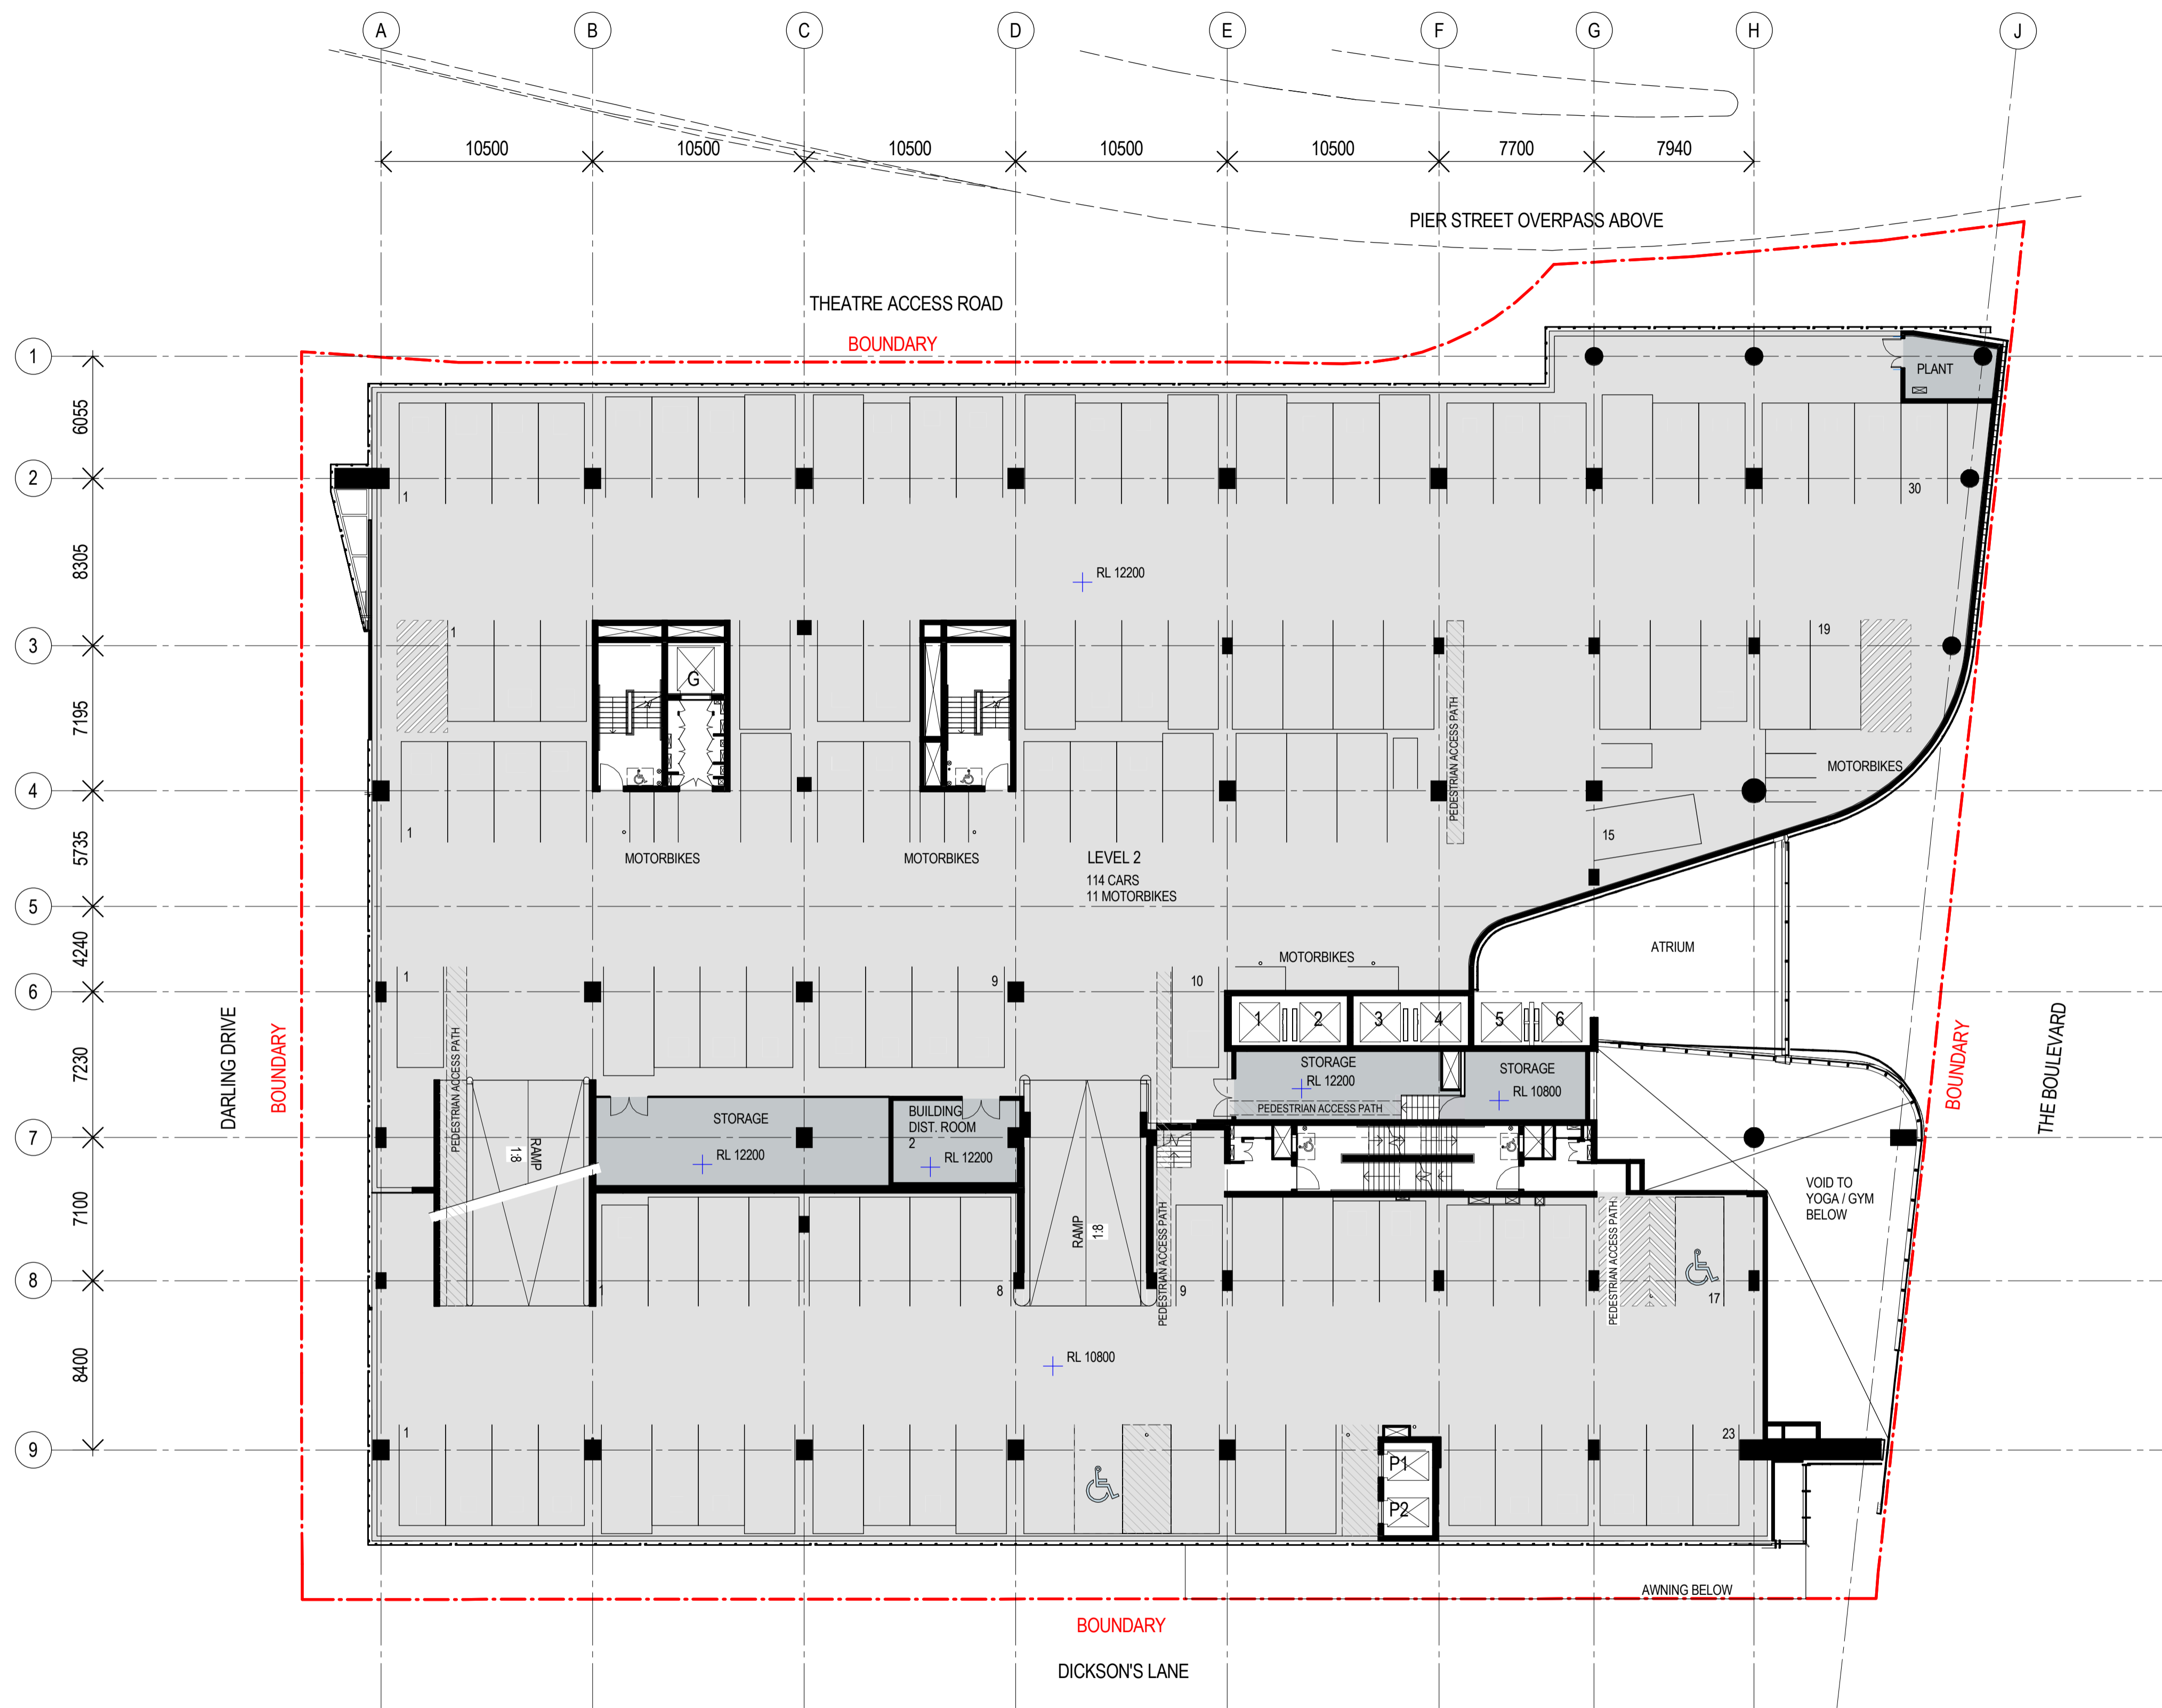 A B C D E F G H J
10500 10500 10500 10500 10500 7700 7940
PIER STREET OVERPASS ABOVE
THEATRE ACCESS ROAD
BOUNDARY
1
6055
PLANT
2
1
30
8305
RL 12200
3
1
19
G
7195
PEDESTRIAN ACCESS PATH
MOTORBIKES
4
1
15
5735
MOTORBIKES
MOTORBIKES
LEVEL 2
114 CARS
11 MOTORBIKES
5
4240
ATRIUM
MOTORBIKES
6
1
9
10
DARLING DRIVE
BOUNDARY
7230
PEDESTRIAN ACCESS PATH
1 2 3 4 5 6
STORAGE
RL 12200
STORAGE
RL 10800
PEDESTRIAN ACCESS PATH
BOUNDARY
THE BOULEVARD
7
RAMP
1:8
STORAGE
RL 12200
BUILDING
DIST. ROOM
2
RL 12200
7100
RAMP
1:8
PEDESTRIAN ACCESS PATH
PEDESTRIAN ACCESS PATH
VOID TO
YOGA / GYM
BELOW
8
1
8
9
17
8400
RL 10800
9
1
23
P1
P2
AWNING BELOW
BOUNDARY
DICKSON'S LANE